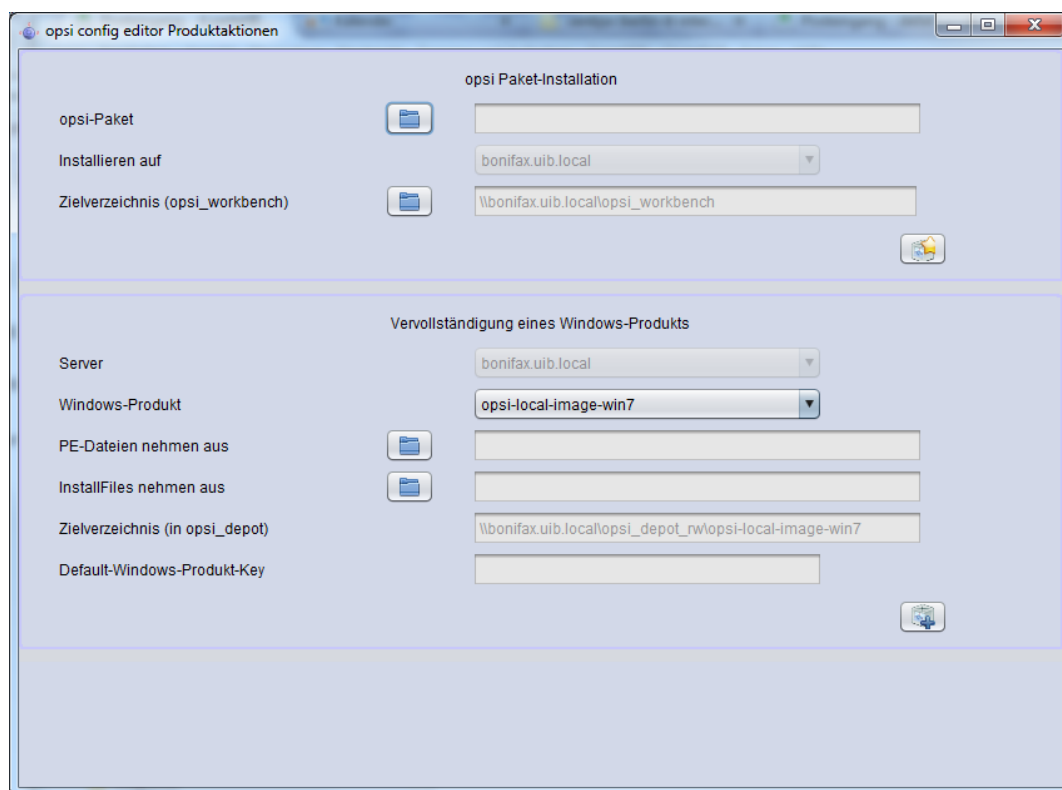 opsi config editor Produktaktionen
opsi Paket-Installation
opsi-Paket
Installieren auf bonifax.uib.local
Zielverzeichnis (opsi_workbench) \\bonifax.uib.local\opsi_workbench
Vervollständigung eines Windows-Produkts
Server bonifax.uib.local
Windows-Produkt opsi-local-image-win7
PE-Dateien nehmen aus
InstallFiles nehmen aus
Zielverzeichnis (in opsi_depot) \\bonifax.uib.local\opsi_depot_rw\opsi-local-image-win7
Default-Windows-Produkt-Key